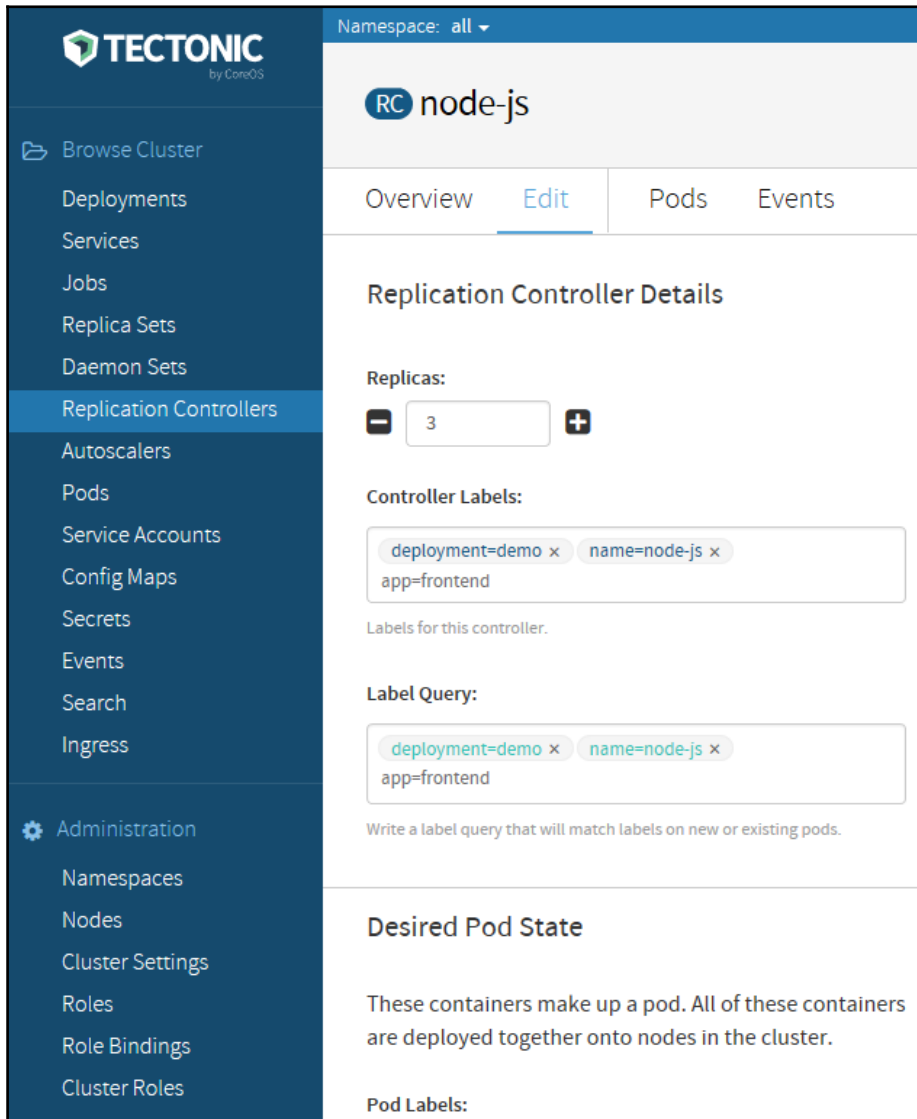 TECTONIC
by CoreOS
Browse Cluster
Deployments
Services
Jobs
Replica Sets
Daemon Sets
Replication Controllers
Autoscalers
Pods
Service Accounts
Config Maps
Secrets
Events
Search
Ingress
Administration
Namespaces
Nodes
Cluster Settings
Roles
Role Bindings
Cluster Roles
Namespace: all
RC node-js
Overview Edit Pods Events
Replication Controller Details
Replicas:
3
Controller Labels:
deployment=demo × name=node-js ×
app=frontend
Labels for this controller.
Label Query:
deployment=demo × name=node-js ×
app=frontend
Write a label query that will match labels on new or existing pods.
Desired Pod State
These containers make up a pod. All of these containers
are deployed together onto nodes in the cluster.
Pod Labels: